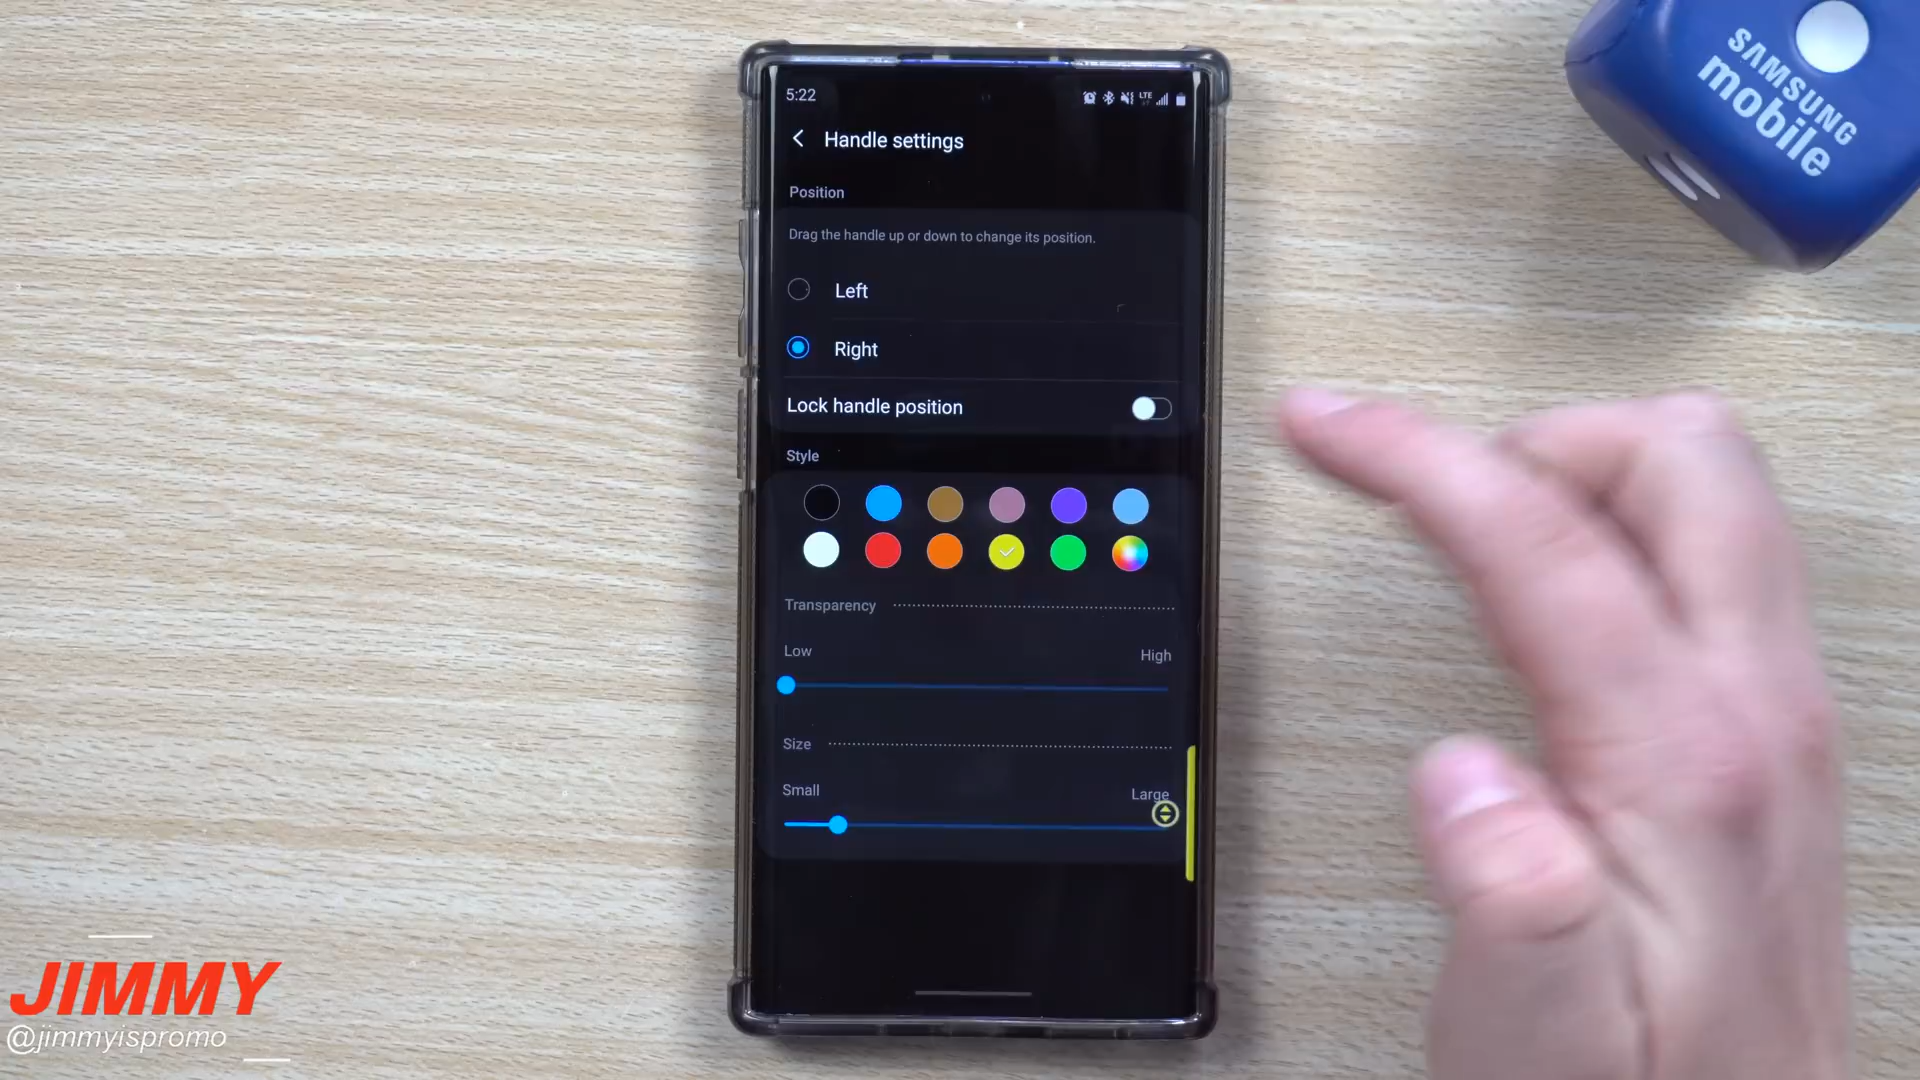 SAMSUNG
mobile
5:22
LTE
Handle settings
Position
Drag the handle up or down to change its position.
Left
Right
Lock handle position
Style
Transparency
Low
High
Size
Small
Large
JIMMY
@jimmyispromo